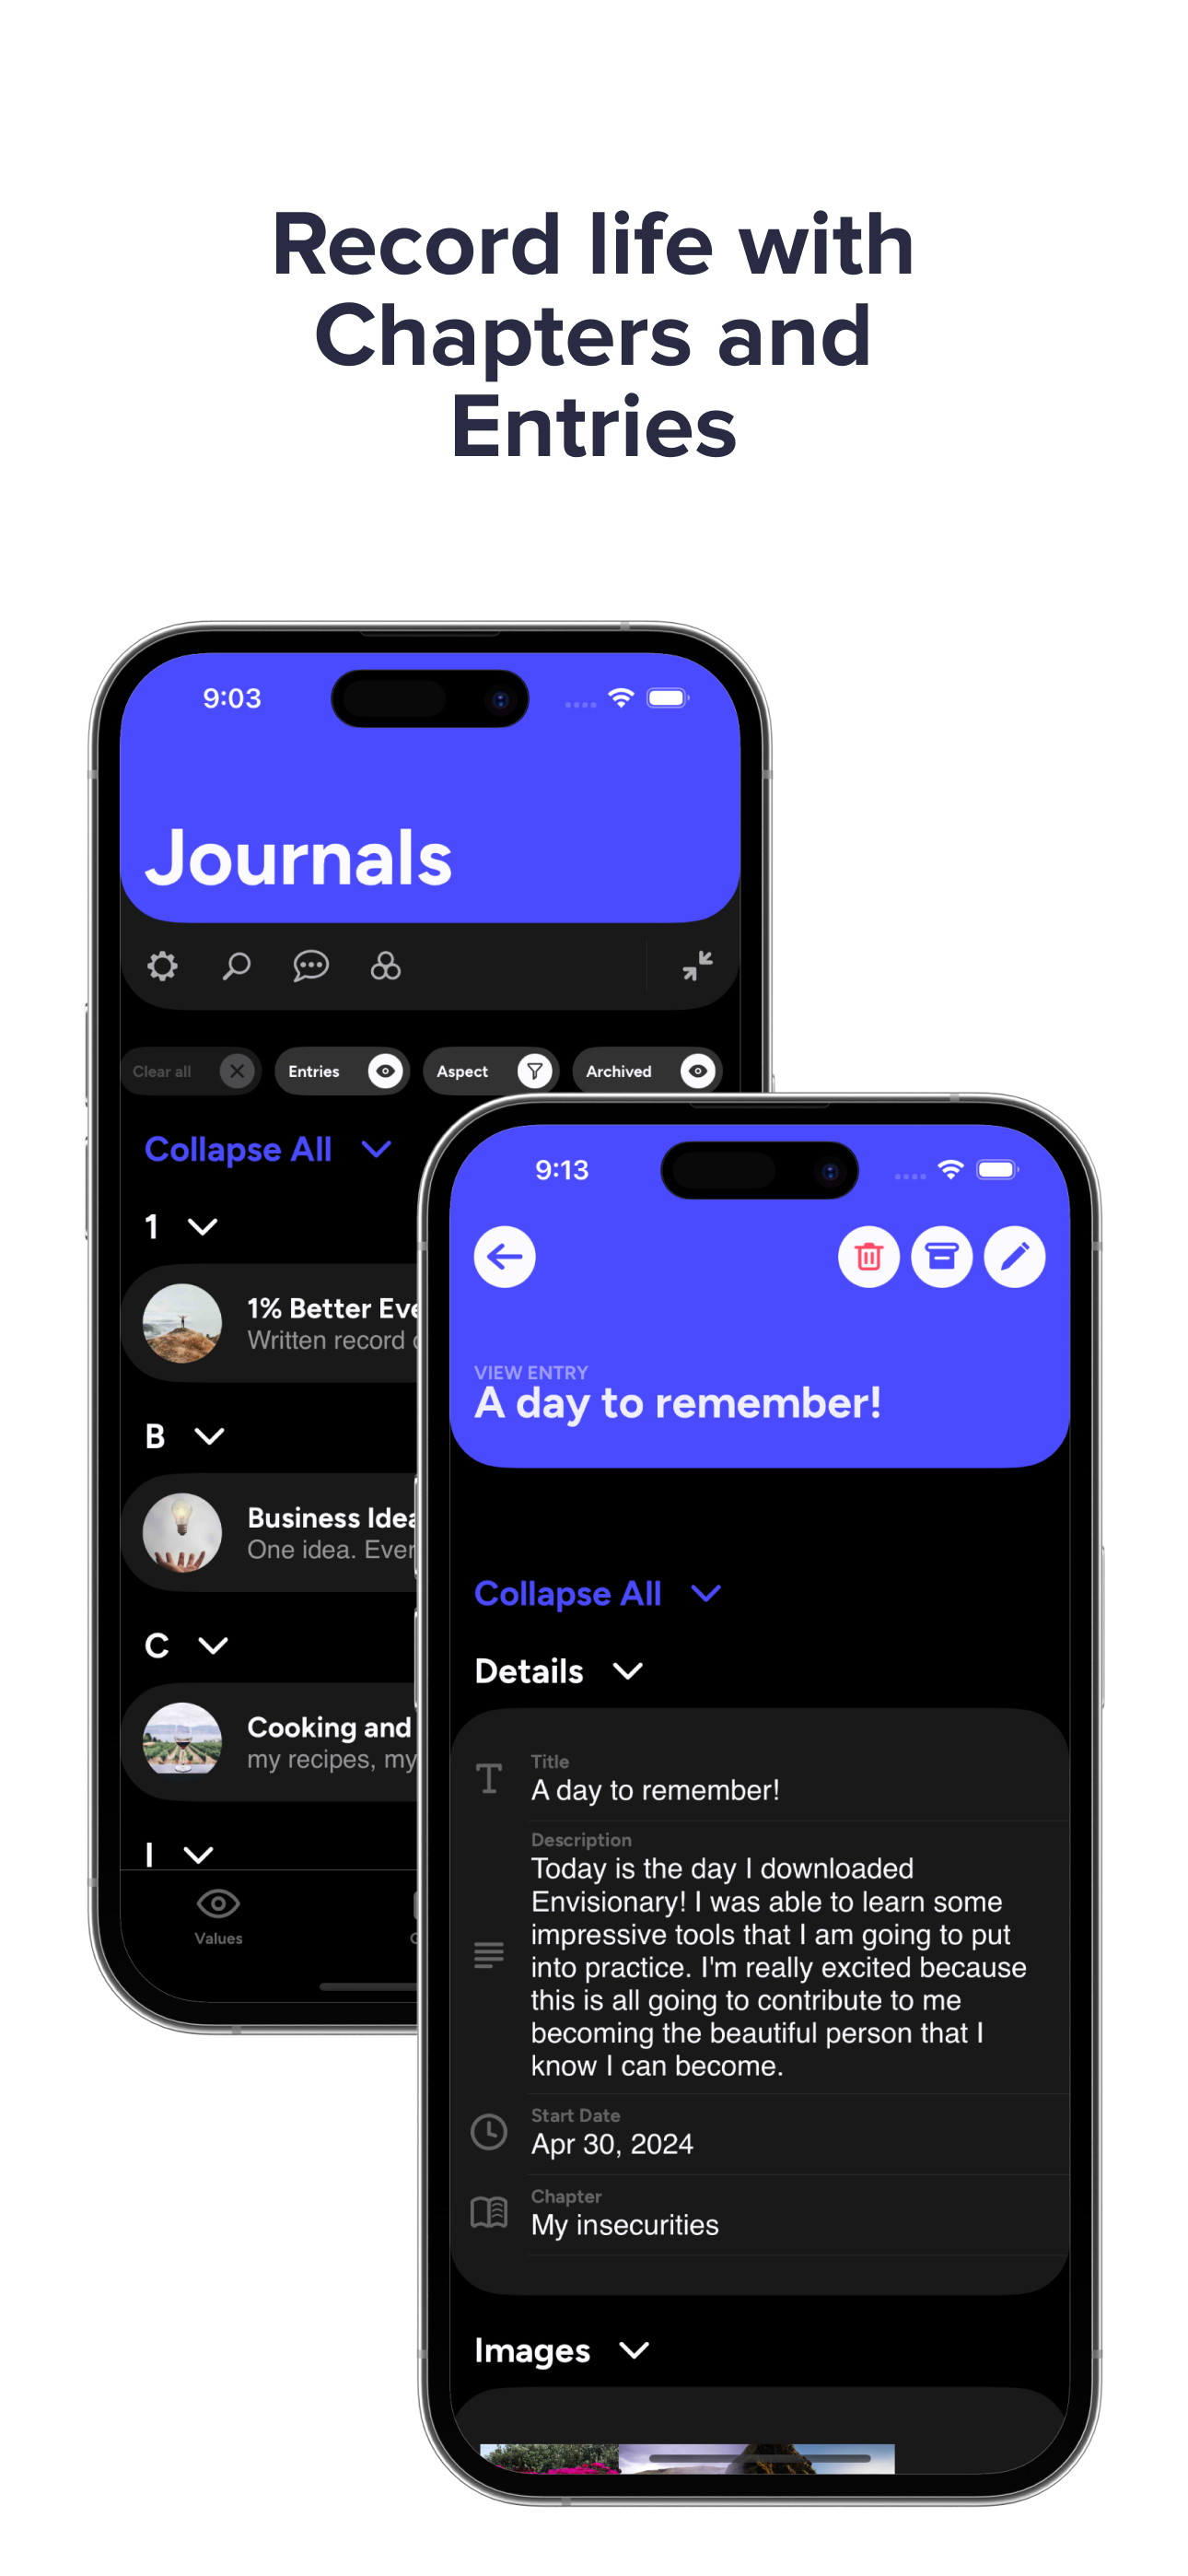 Record life with
Chapters and
Entries
9:03
Journals
Clear all
Entries
Aspect
Archived
Collapse All
1
1% Better Eve
Written record
B
Business Idea
One idea. Ever
C
Cooking and
my recipes, my
I
Values
9:13
VIEW ENTRY
A day to remember!
Collapse All
Details
Title
A day to remember!
Description
Today is the day I downloaded
Envisionary! I was able to learn some
impressive tools that I am going to put
into practice. I'm really excited because
this is all going to contribute to me
becoming the beautiful person that I
know I can become.
Start Date
Apr 30, 2024
Chapter
My insecurities
Images